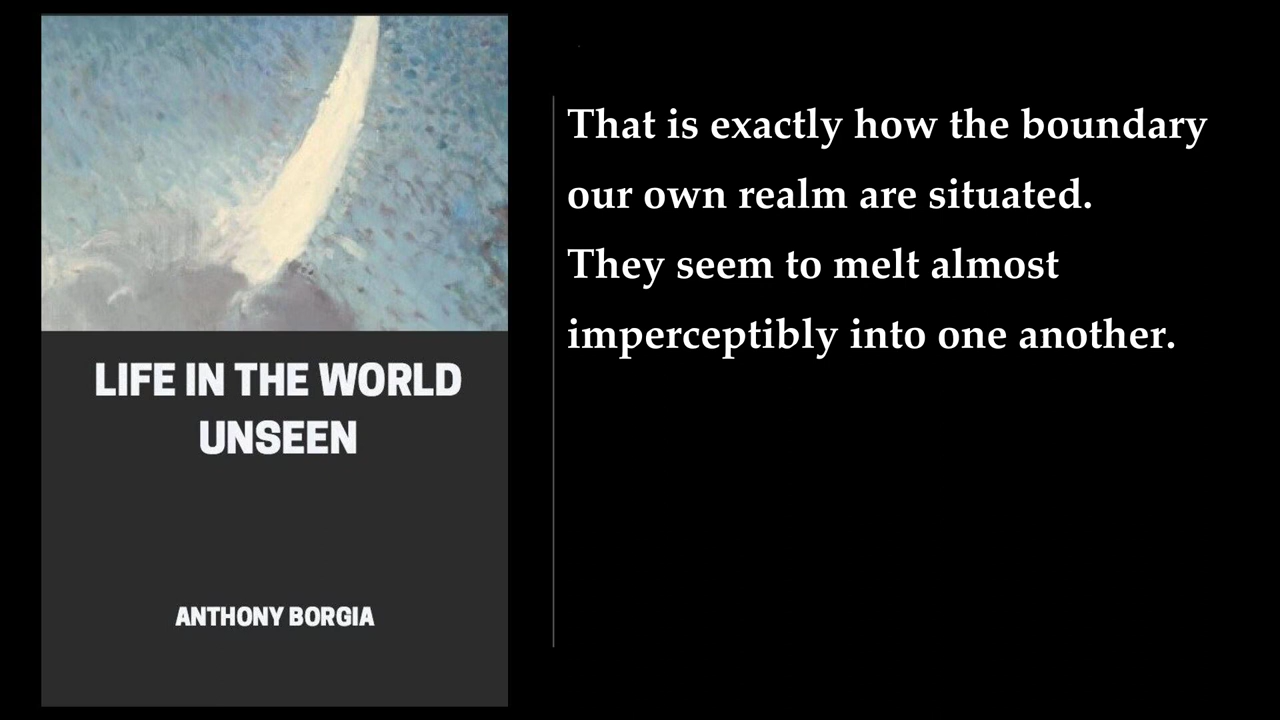 LIFE IN THE WORLD
UNSEEN
ANTHONY BORGIA
That is exactly how the boundary
our own realm are situated.
They seem to melt almost
imperceptibly into one another.